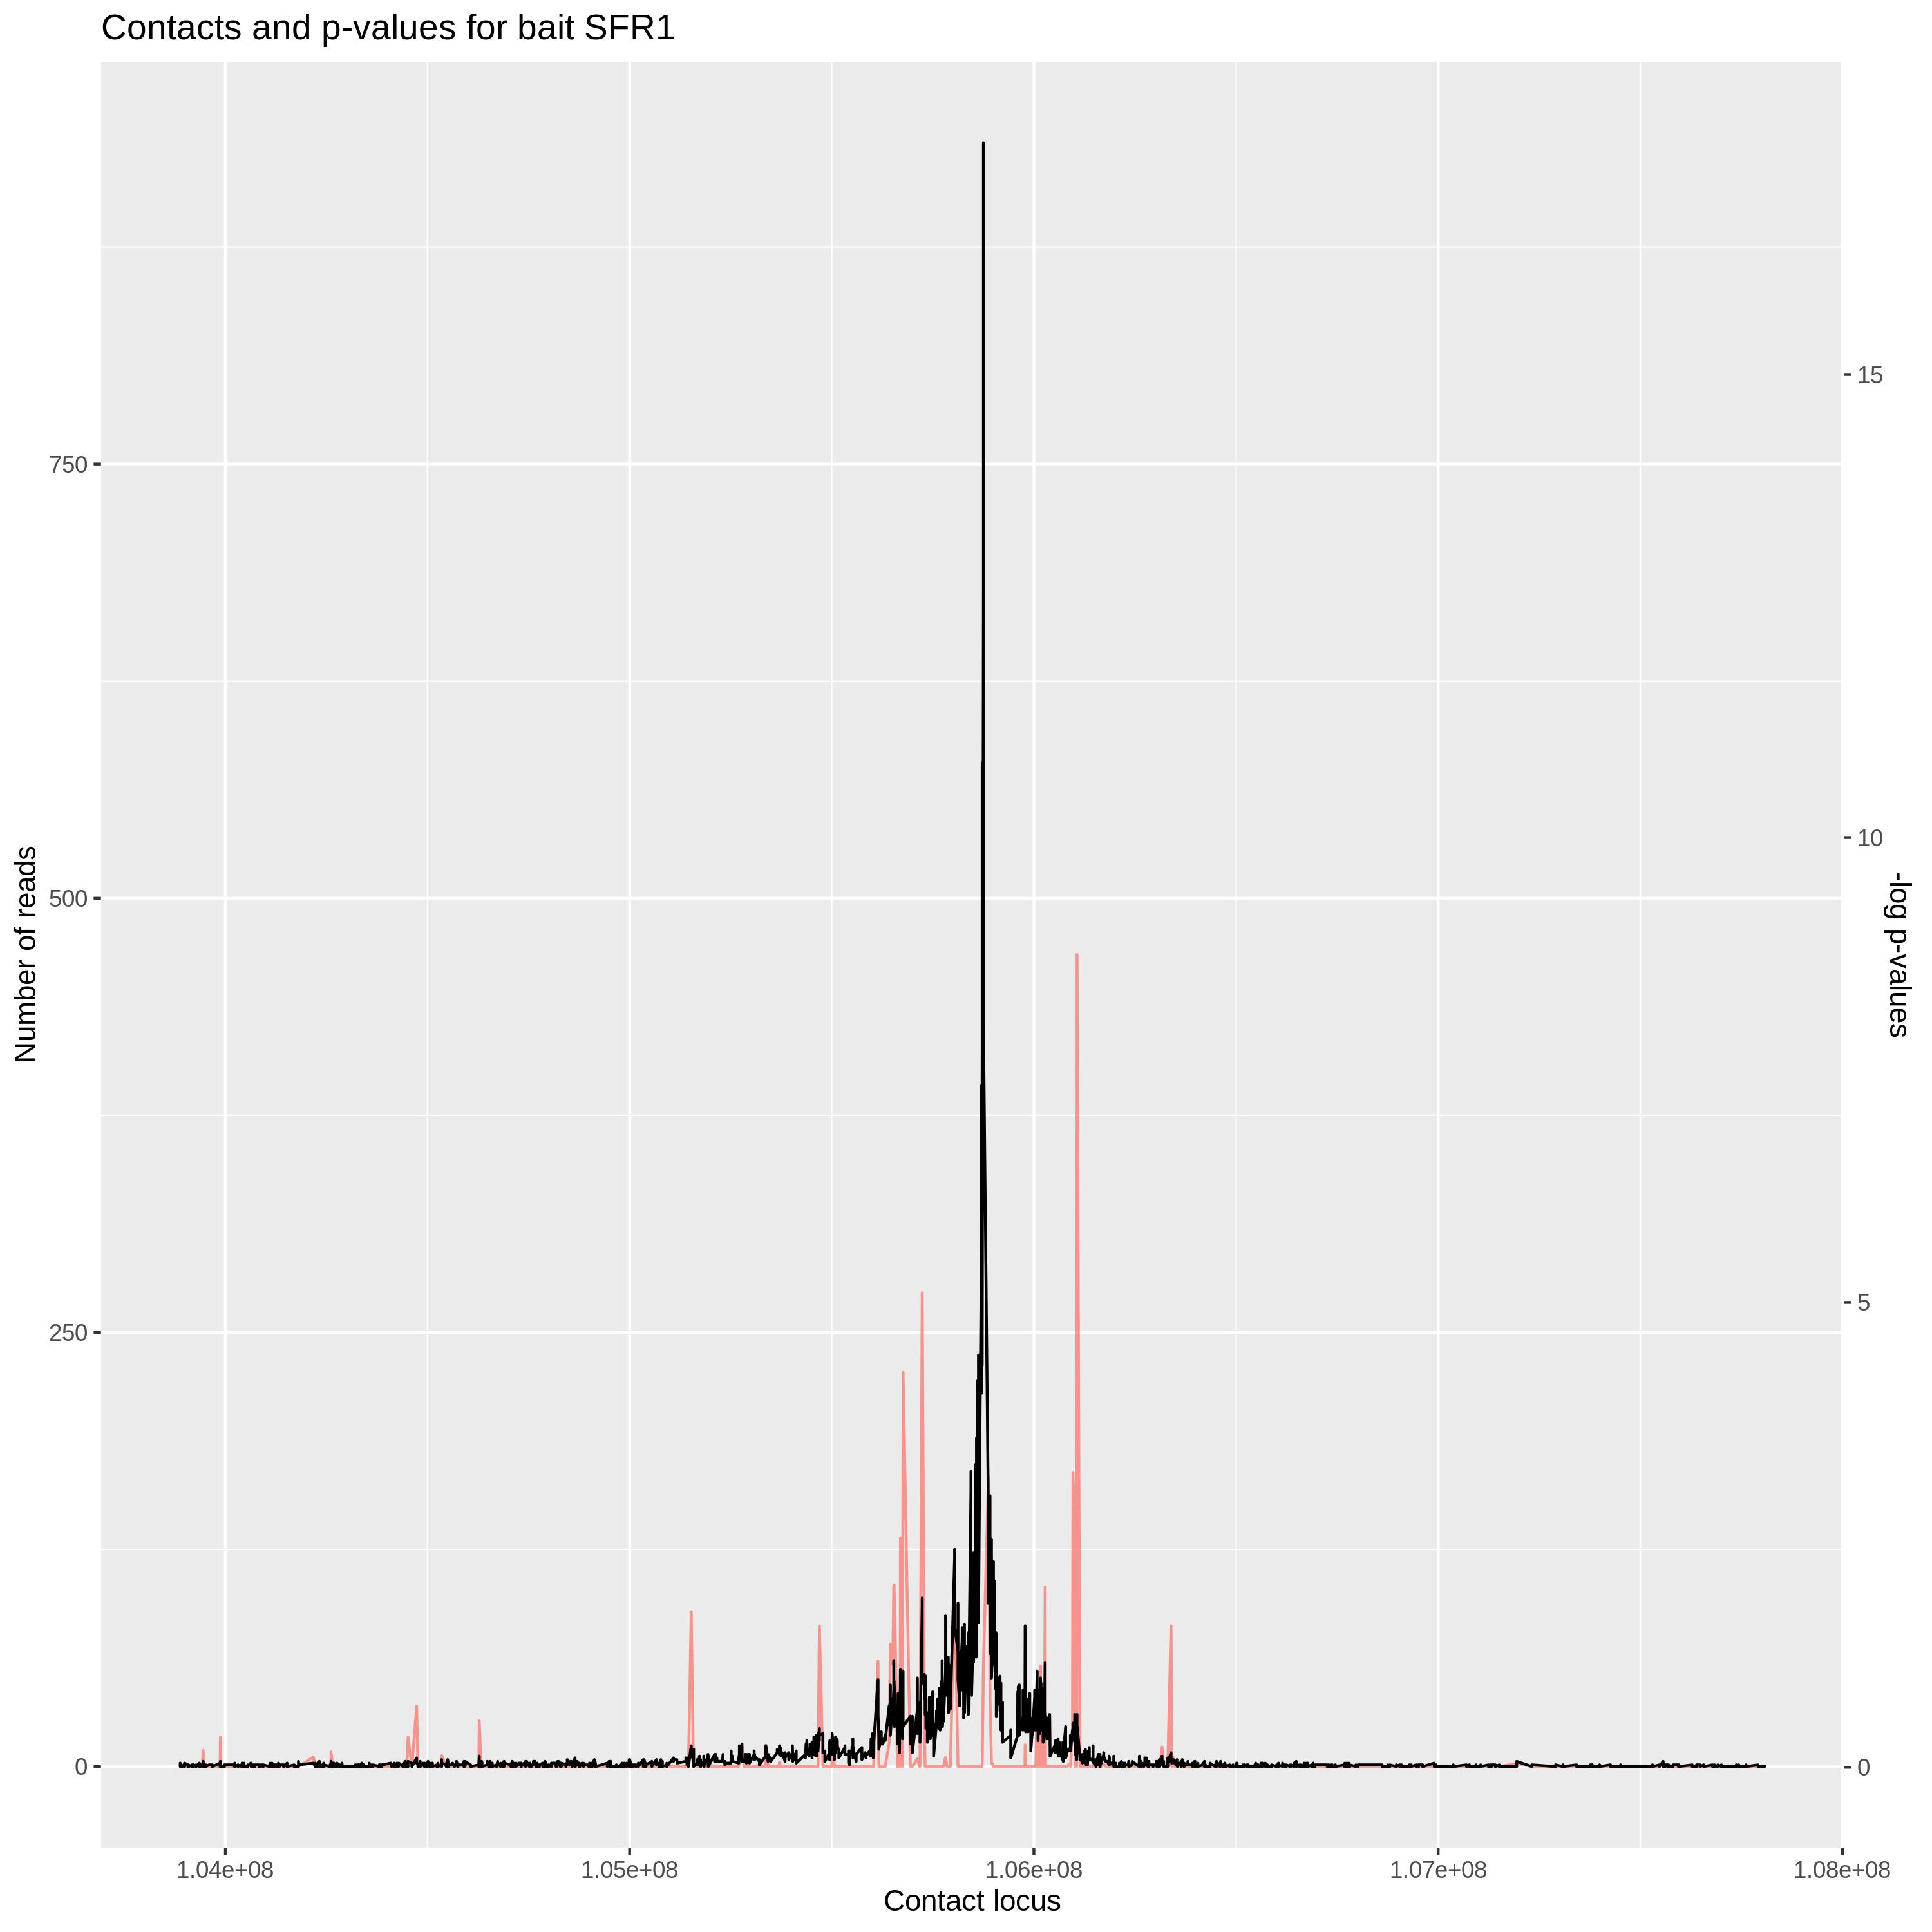 Contacts and p-values for bait SFR1
Number of reads
750
500
250
0
15
10
5
0
-log p-values
1.04e+08
1.05e+08
1.06e+08
1.07e+08
1.08e+08
Contact locus